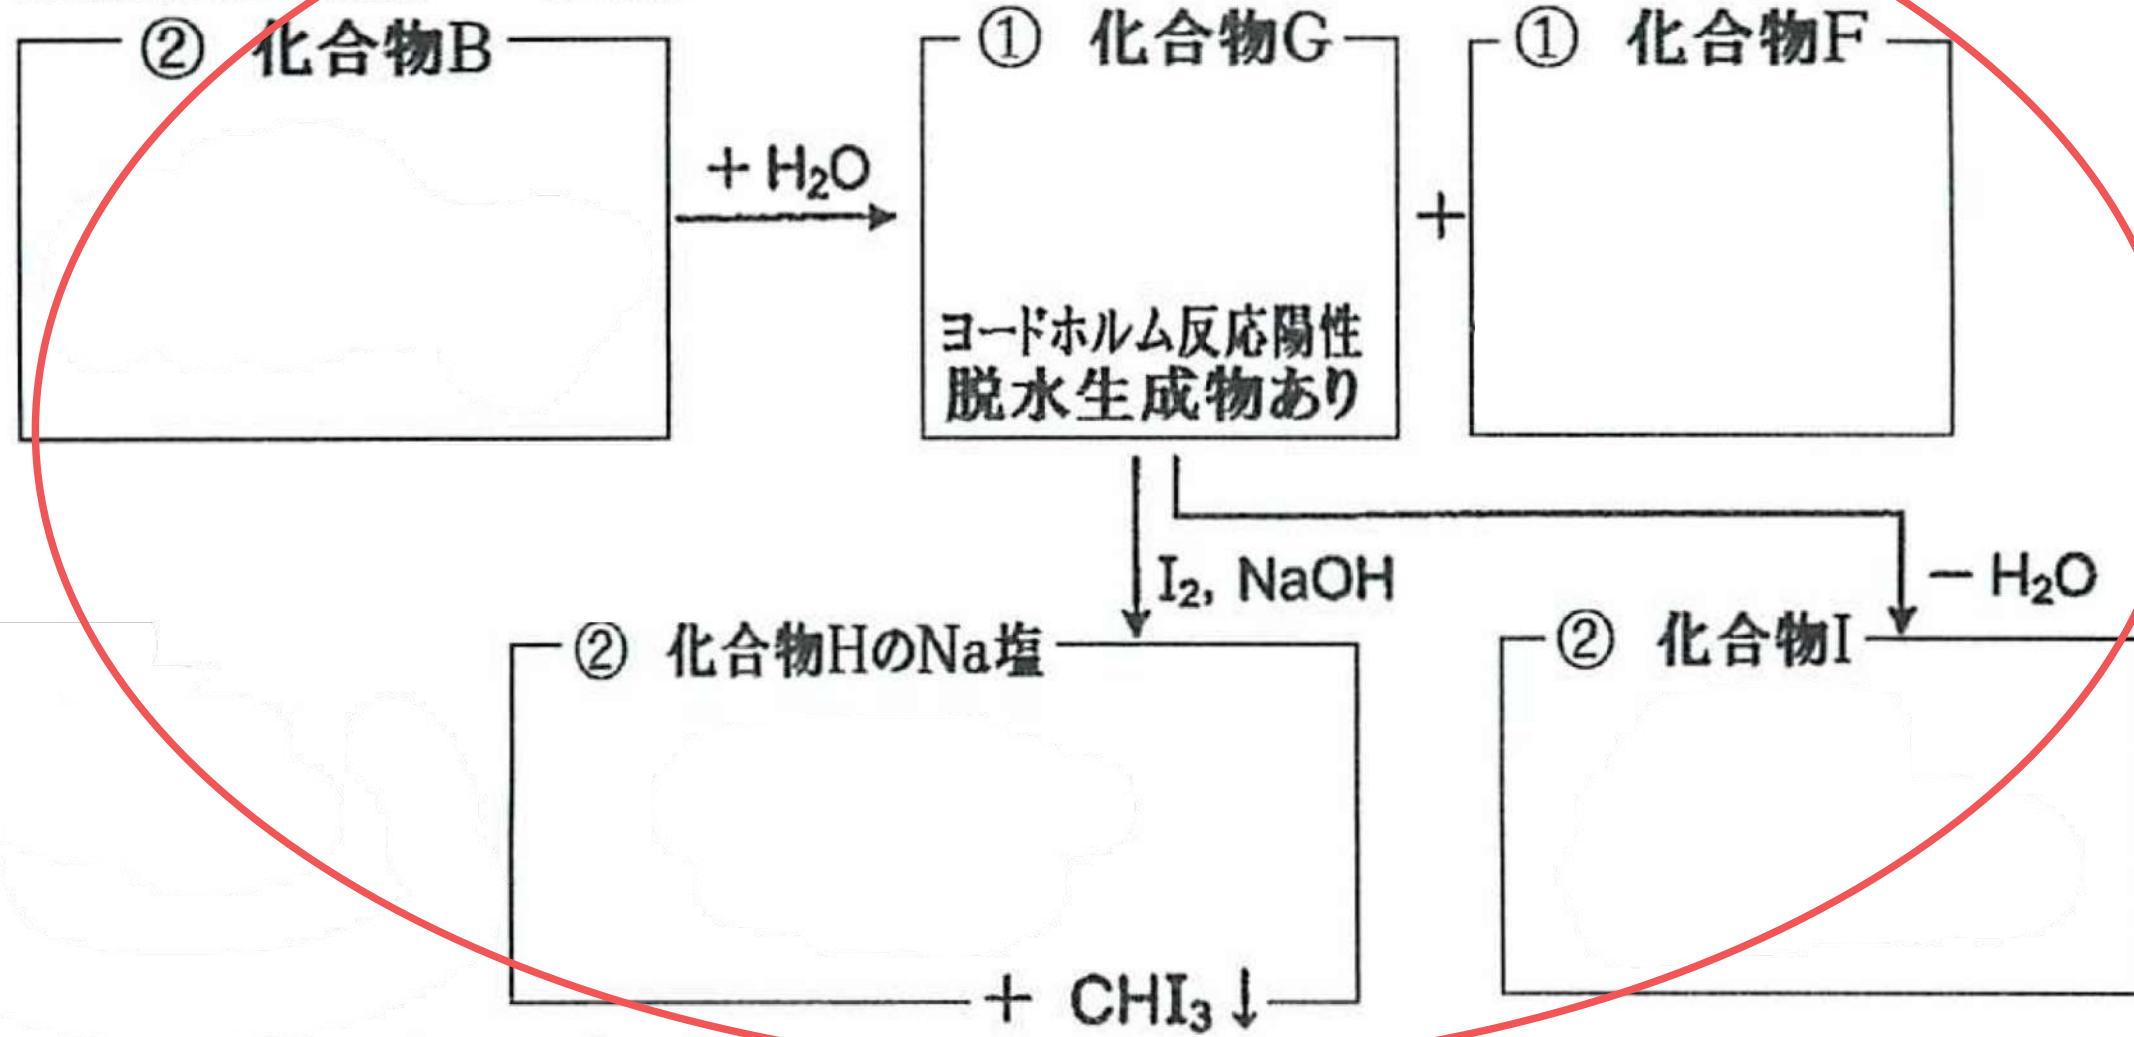 ② 化合物B
① 化合物G
① 化合物F
+ H₂O
+
ヨードホルム反応陽性
脱水生成物あり
I₂, NaOH
− H₂O
② 化合物HのNa塩
② 化合物I
+ CHI₃↓